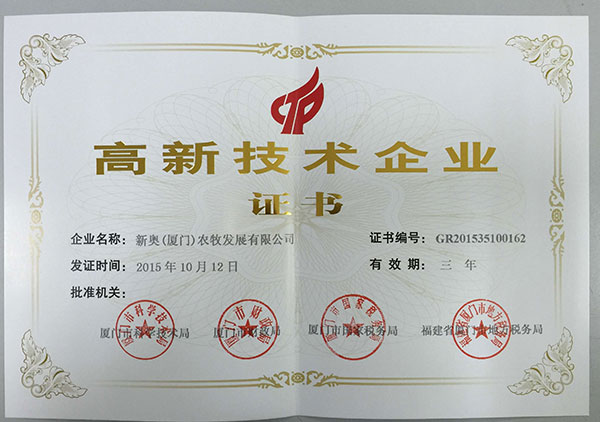 高新技术企业
证书
企业名称：新奥(厦门)农牧发展有限公司
证书编号：GR201535100162
发证时间：2015年10月12日
有效期：三年
批准机关：
厦门市科学技术局
厦门市财政局
厦门市国家税务局
福建省厦门市地方税务局